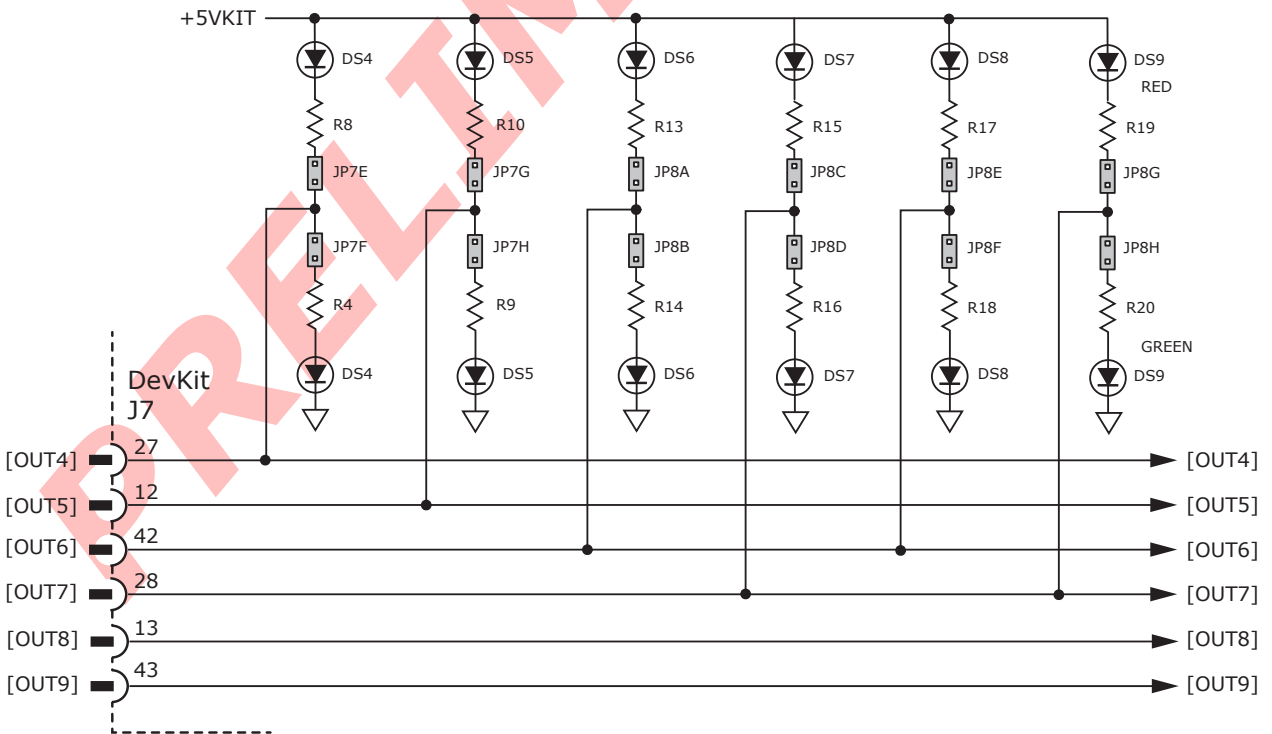 +5VKIT
DS4 DS5 DS6 DS7 DS8 DS9
RED
R8 R10 R13 R15 R17 R19
JP7E JP7G JP8A JP8C JP8E JP8G
JP7F JP7H JP8B JP8D JP8F JP8H
R4 R9 R14 R16 R18 R20
GREEN
DS4 DS5 DS6 DS7 DS8 DS9
DevKit
J7
[OUT4] 27 [OUT4]
[OUT5] 12 [OUT5]
[OUT6] 42 [OUT6]
[OUT7] 28 [OUT7]
[OUT8] 13 [OUT8]
[OUT9] 43 [OUT9]
PRELIM